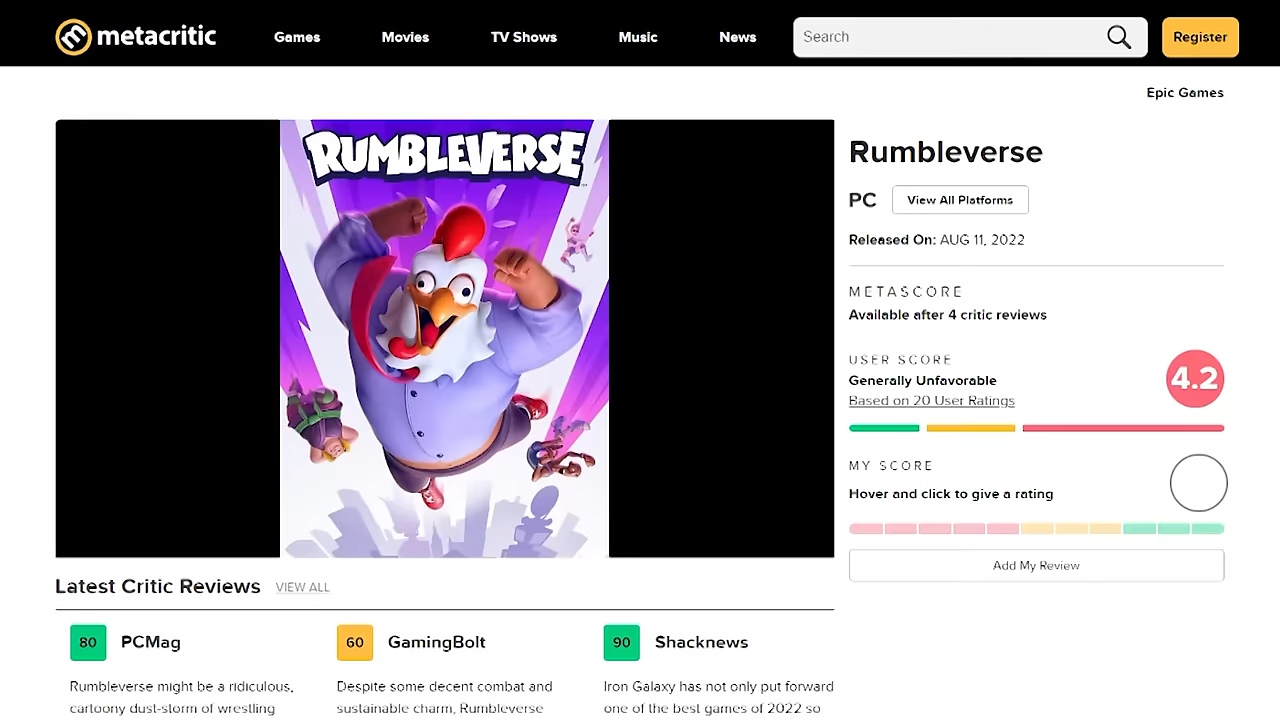 metacritic
Games Movies TV Shows Music News Search Register
Epic Games
RUMBLEVERSE
Rumbleverse
PC View All Platforms
Released On: AUG 11, 2022
METASCORE
Available after 4 critic reviews
USER SCORE
Generally Unfavorable
Based on 20 User Ratings
4.2
MY SCORE
Hover and click to give a rating
Add My Review
Latest Critic Reviews VIEW ALL
80 PCMag
Rumbleverse might be a ridiculous,
cartoony dust-storm of wrestling
60 GamingBolt
Despite some decent combat and
sustainable charm, Rumbleverse
90 Shacknews
Iron Galaxy has not only put forward
one of the best games of 2022 so